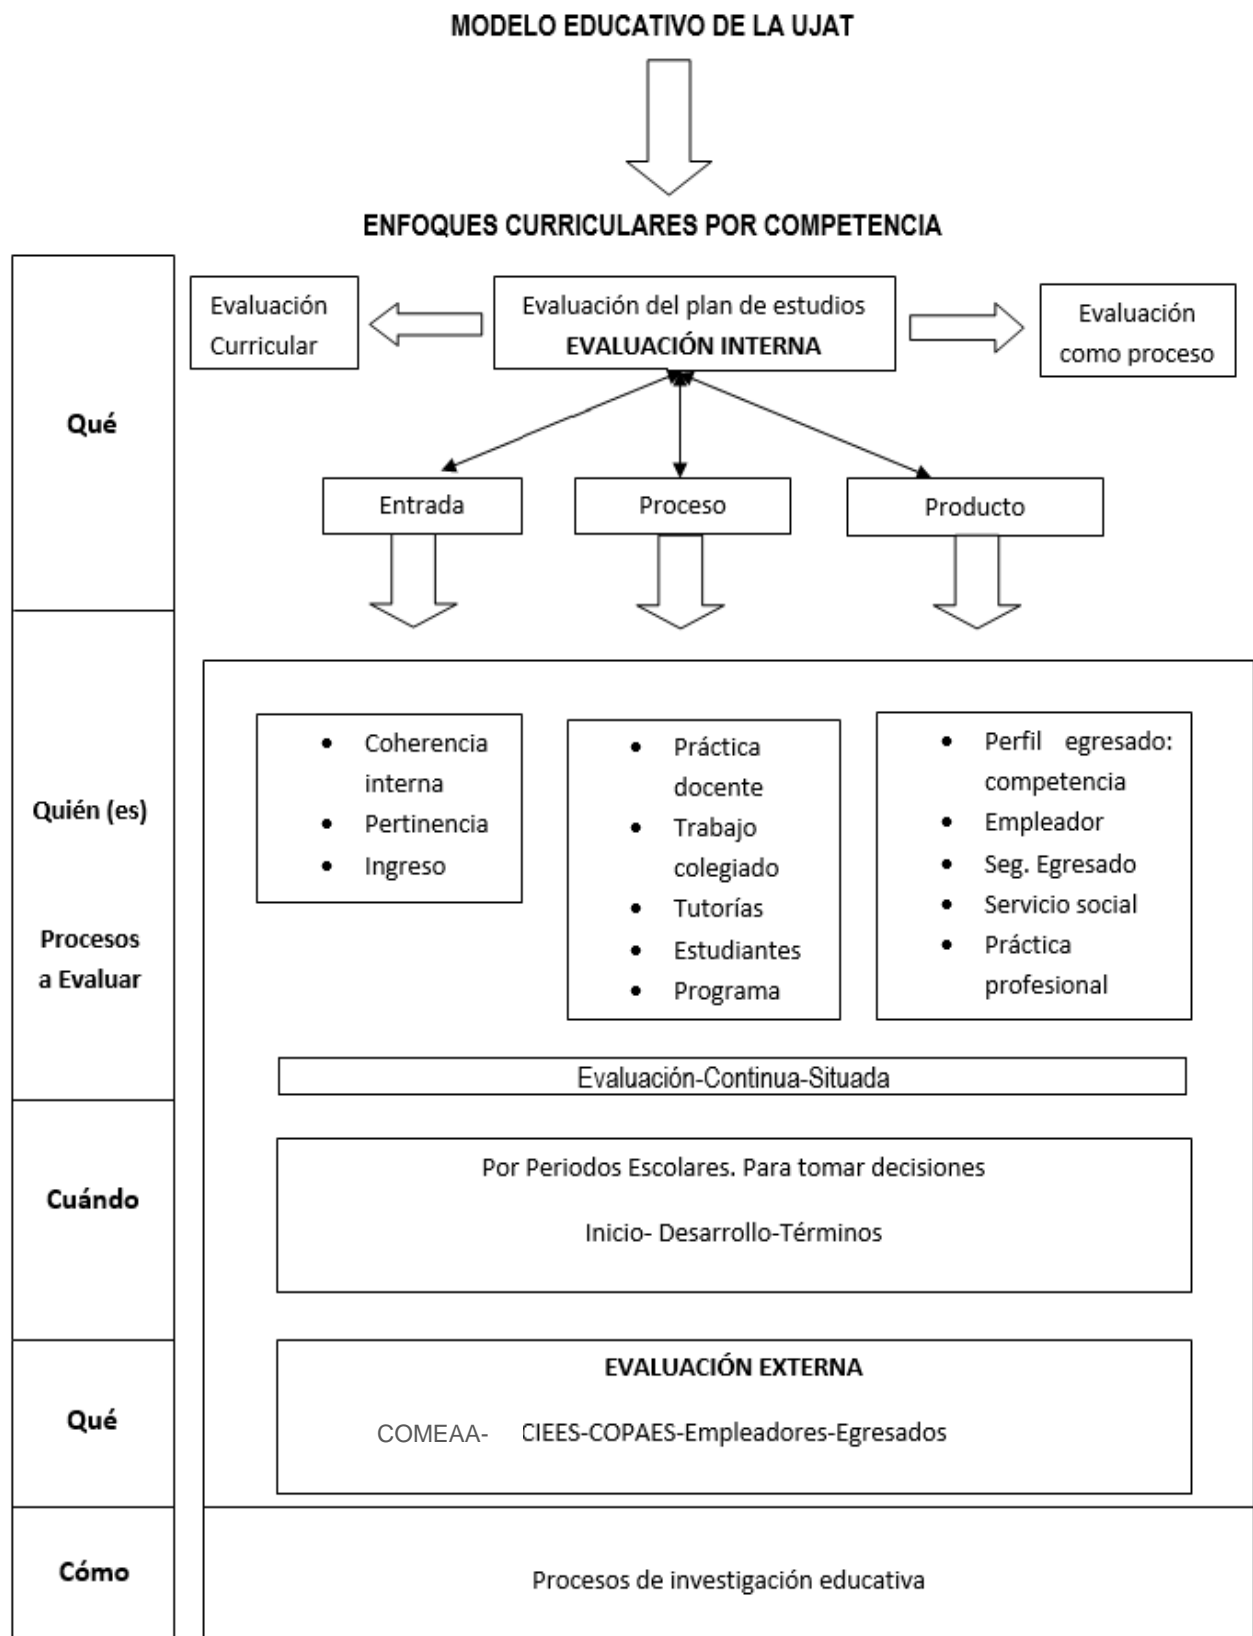 MODELO EDUCATIVO DE LA UJAT
ENFOQUES CURRICULARES POR COMPETENCIA
Qué
Evaluación
Curricular
Evaluación del plan de estudios
EVALUACIÓN INTERNA
Evaluación
como proceso
Entrada
Proceso
Producto
Quién (es)
Procesos
a Evaluar
• Coherencia
interna
• Pertinencia
• Ingreso
• Práctica
docente
• Trabajo
colegiado
• Tutorías
• Estudiantes
• Programa
• Perfil egresado:
competencia
• Empleador
• Seg. Egresado
• Servicio social
• Práctica
profesional
Evaluación-Continua-Situada
Cuándo
Por Periodos Escolares. Para tomar decisiones
Inicio- Desarrollo-Términos
Qué
EVALUACIÓN EXTERNA
COMEAA- CIEES-COPAES-Empleadores-Egresados
Cómo
Procesos de investigación educativa